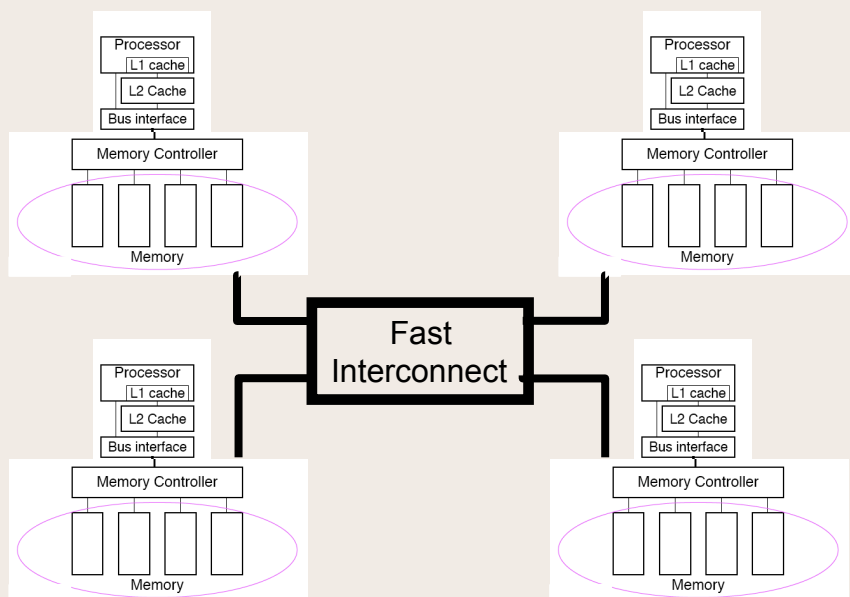 Processor
L1 cache
L2 Cache
Bus interface
Memory Controller
Memory
Processor
L1 cache
L2 Cache
Bus interface
Memory Controller
Memory
Fast
Interconnect
Processor
L1 cache
L2 Cache
Bus interface
Memory Controller
Memory
Processor
L1 cache
L2 Cache
Bus interface
Memory Controller
Memory